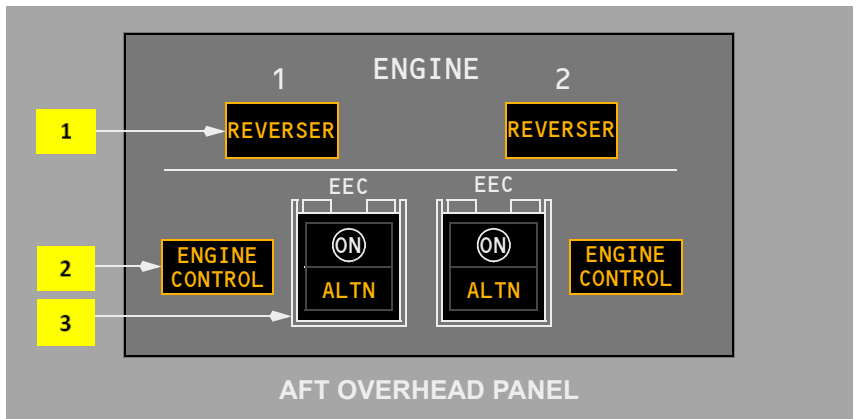 ENGINE
1
2
1
REVERSER
REVERSER
EEC
EEC
2
ENGINE
CONTROL
ON
ALTN
ON
ALTN
ENGINE
CONTROL
3
AFT OVERHEAD PANEL